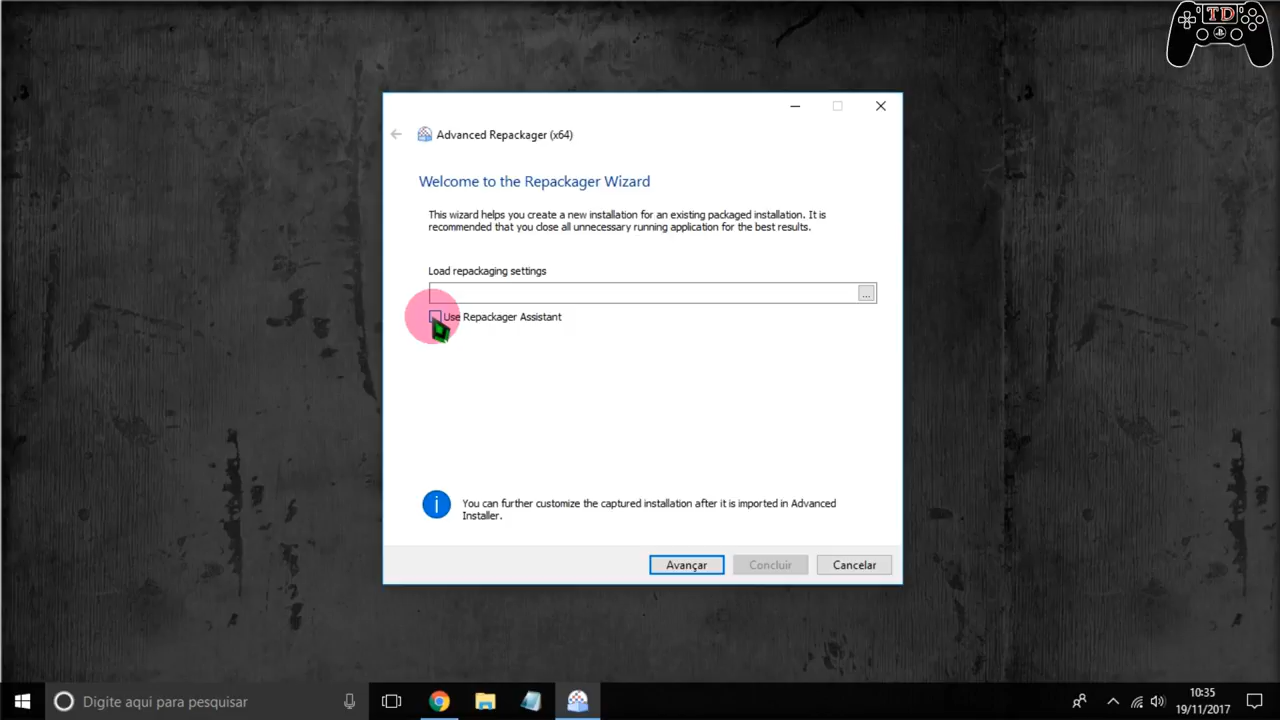 TD
Advanced Repackager (x64)
Welcome to the Repackager Wizard
This wizard helps you create a new installation for an existing packaged installation. It is
recommended that you close all unnecessary running application for the best results.
Load repackaging settings
...
Use Repackager Assistant
You can further customize the captured installation after it is imported in Advanced
Installer.
Avançar
Concluir
Cancelar
Digite aqui para pesquisar
10:35
19/11/2017